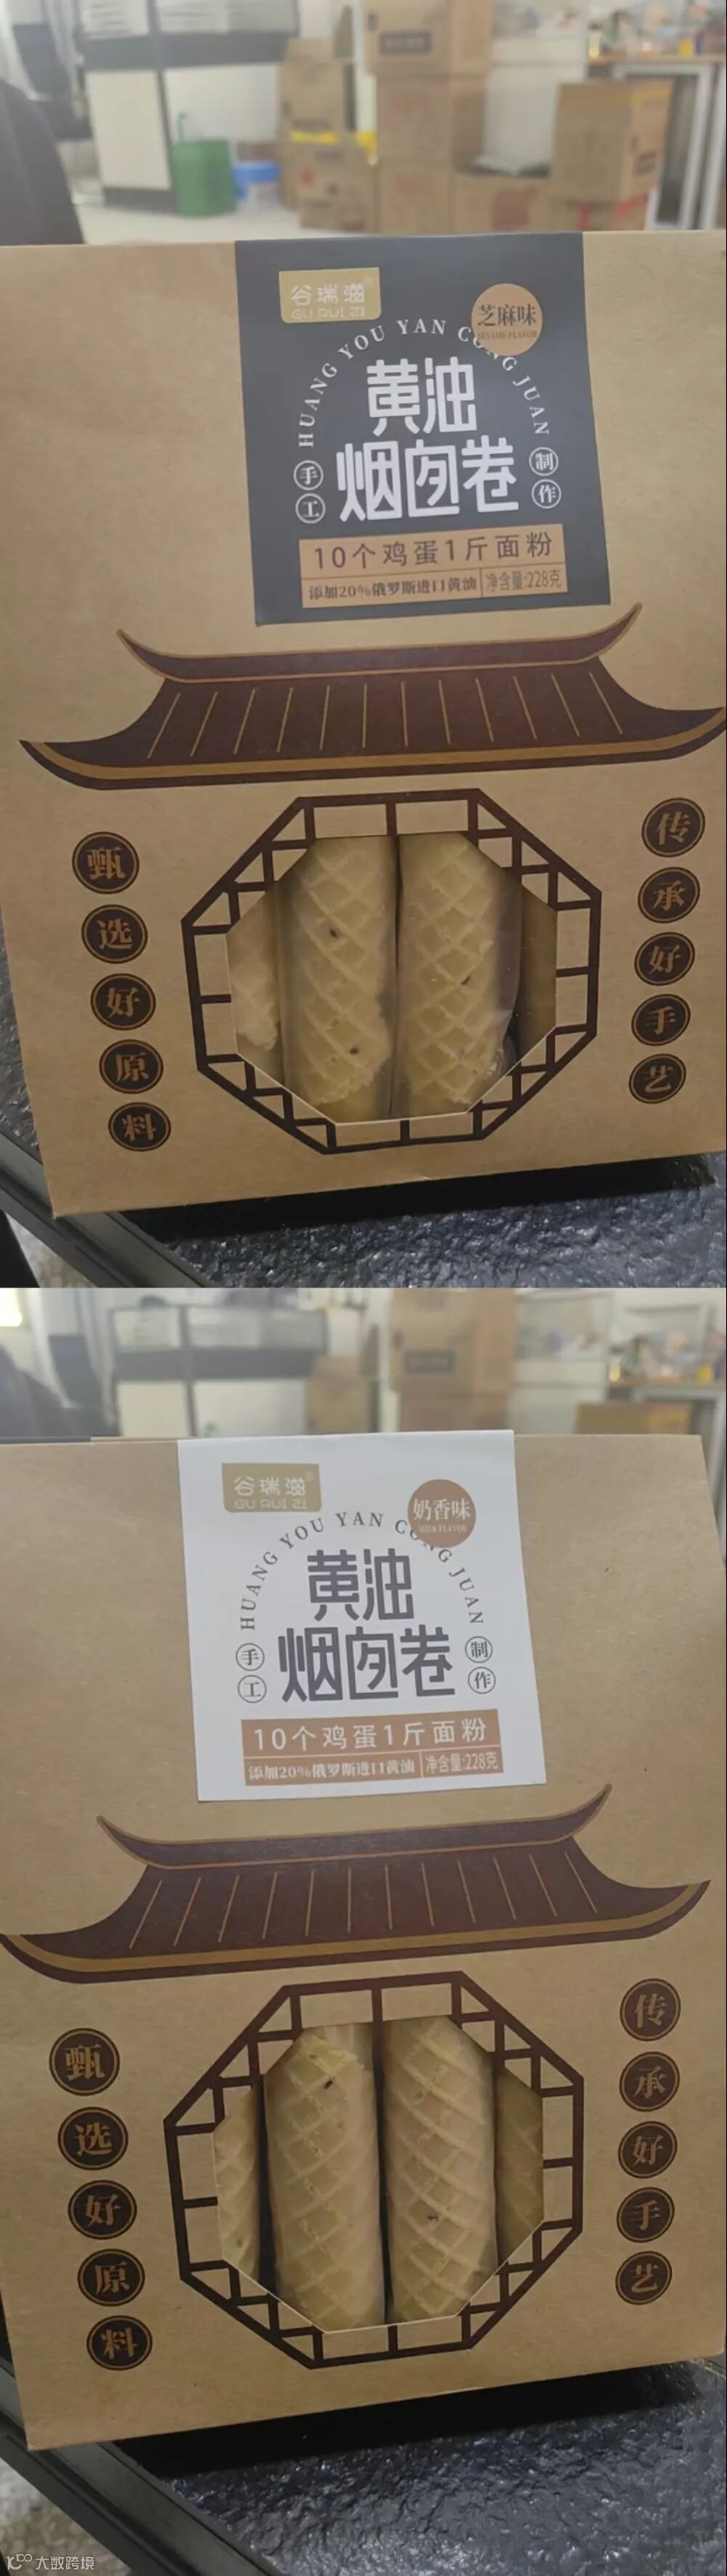 谷瑞滋®
GU RUI ZI
芝麻味
SESAME FLAVOR
HUANG YOU YAN CONG JUAN
黄油
烟囱卷
手工
制作
10个鸡蛋1斤面粉
添加20%俄罗斯进口黄油
净含量:228克
甄选好原料
传承好手艺
谷瑞滋®
GU RUI ZI
奶香味
MILK FLAVOR
HUANG YOU YAN CONG JUAN
黄油
烟囱卷
手工
制作
10个鸡蛋1斤面粉
添加20%俄罗斯进口黄油
净含量:228克
甄选好原料
传承好手艺
大数跨境